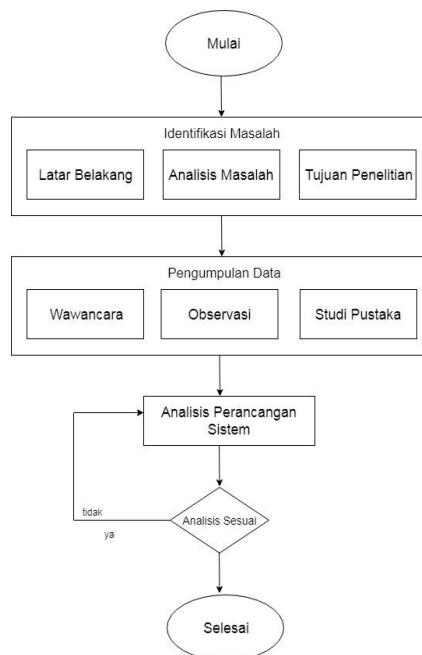 Mulai
Identifikasi Masalah
Latar Belakang
Analisis Masalah
Tujuan Penelitian
Pengumpulan Data
Wawancara
Observasi
Studi Pustaka
Analisis Perancangan
Sistem
Analisis Sesuai
tidak
ya
Selesai